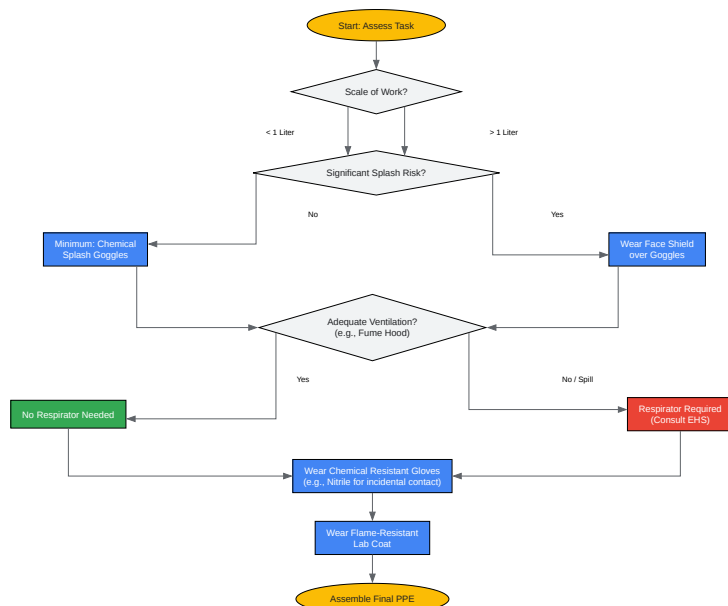 Start: Assess Task
Scale of Work?
< 1 Liter
> 1 Liter
Significant Splash Risk?
No
Yes
Minimum: Chemical
Splash Goggles
Wear Face Shield
over Goggles
Adequate Ventilation?
(e.g., Fume Hood)
Yes
No / Spill
No Respirator Needed
Respirator Required
(Consult EHS)
Wear Chemical Resistant Gloves
(e.g., Nitrile for incidental contact)
Wear Flame-Resistant
Lab Coat
Assemble Final PPE